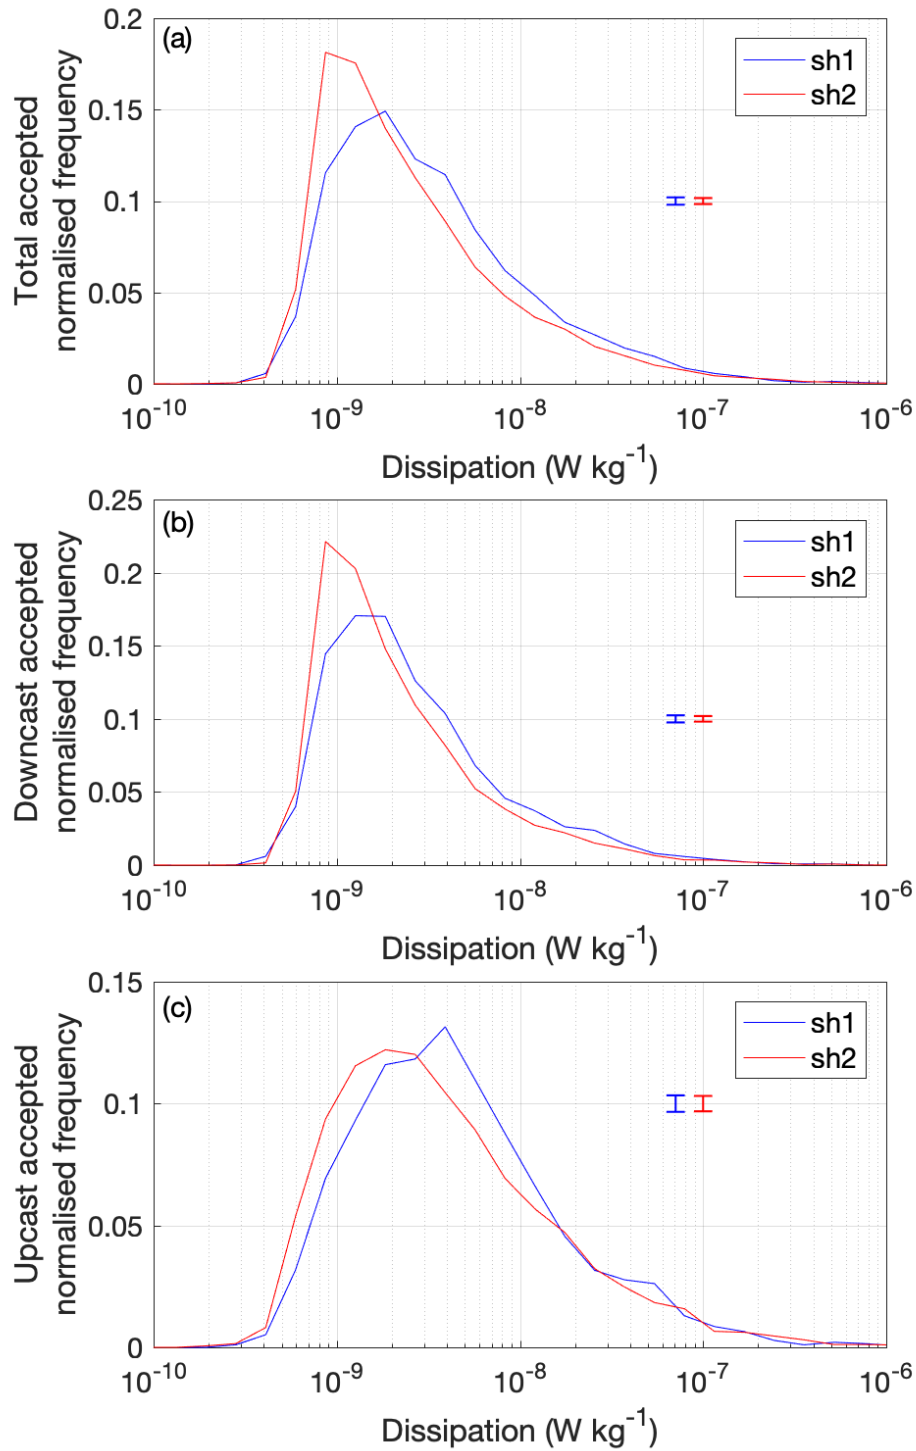 (a)
Total accepted
normalised frequency
0.2
0.15
0.1
0.05
0
sh1
sh2
10⁻¹⁰ 10⁻⁹ 10⁻⁸ 10⁻⁷ 10⁻⁶
Dissipation (W kg⁻¹)
(b)
Downcast accepted
normalised frequency
0.25
0.2
0.15
0.1
0.05
0
sh1
sh2
10⁻¹⁰ 10⁻⁹ 10⁻⁸ 10⁻⁷ 10⁻⁶
Dissipation (W kg⁻¹)
(c)
Upcast accepted
normalised frequency
0.15
0.1
0.05
0
sh1
sh2
10⁻¹⁰ 10⁻⁹ 10⁻⁸ 10⁻⁷ 10⁻⁶
Dissipation (W kg⁻¹)